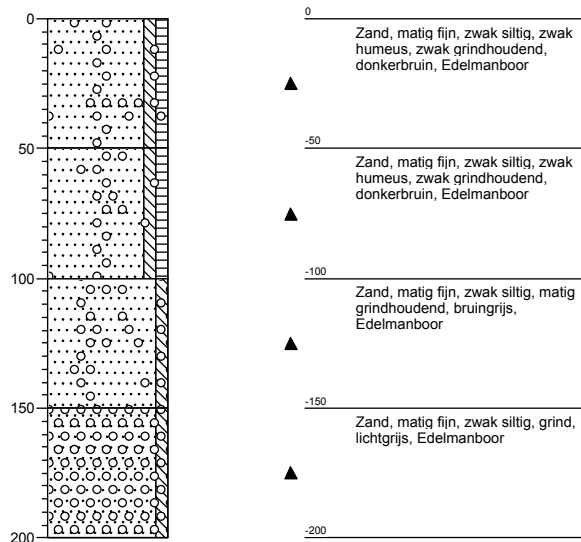 0
0
Zand, matig fijn, zwak siltig, zwak
humeus, zwak grindhoudend,
donkerbruin, Edelmanboor
50
-50
Zand, matig fijn, zwak siltig, zwak
humeus, zwak grindhoudend,
donkerbruin, Edelmanboor
100
-100
Zand, matig fijn, zwak siltig, matig
grindhoudend, bruingrijs,
Edelmanboor
150
-150
Zand, matig fijn, zwak siltig, grind,
lichtgrijs, Edelmanboor
200
-200